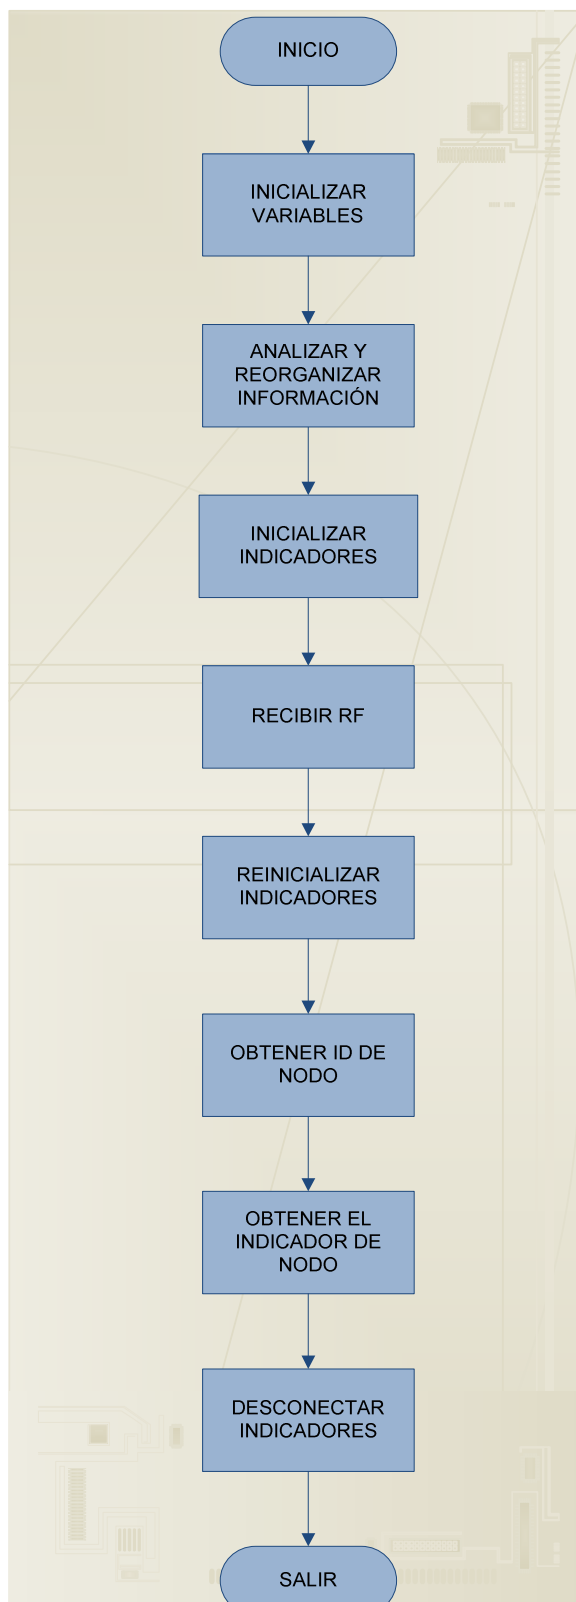 INICIO
INICIALIZAR
VARIABLES
ANALIZAR Y
REORGANIZAR
INFORMACIÓN
INICIALIZAR
INDICADORES
RECIBIR RF
REINICIALIZAR
INDICADORES
OBTENER ID DE
NODO
OBTENER EL
INDICADOR DE
NODO
DESCONECTAR
INDICADORES
SALIR